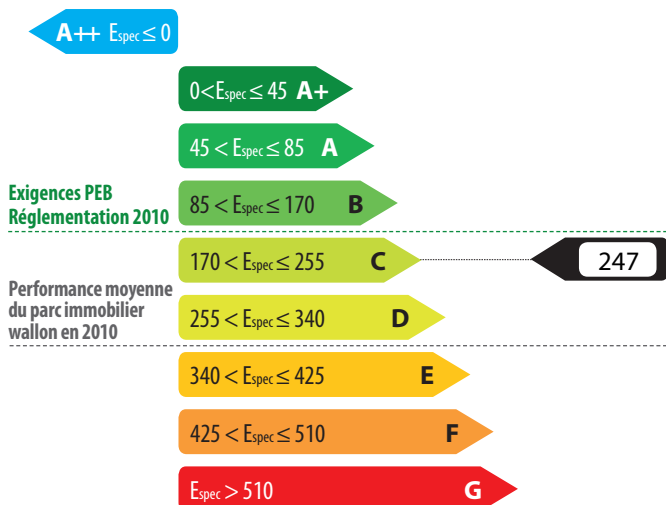 A++ Espec ≤ 0
0<Espec ≤ 45 A+
45 < Espec ≤ 85 A
Exigences PEB
Réglementation 2010
85 < Espec ≤ 170 B
170 < Espec ≤ 255 C
247
Performance moyenne
du parc immobilier
wallon en 2010
255 < Espec ≤ 340 D
340 < Espec ≤ 425 E
425 < Espec ≤ 510 F
Espec > 510 G